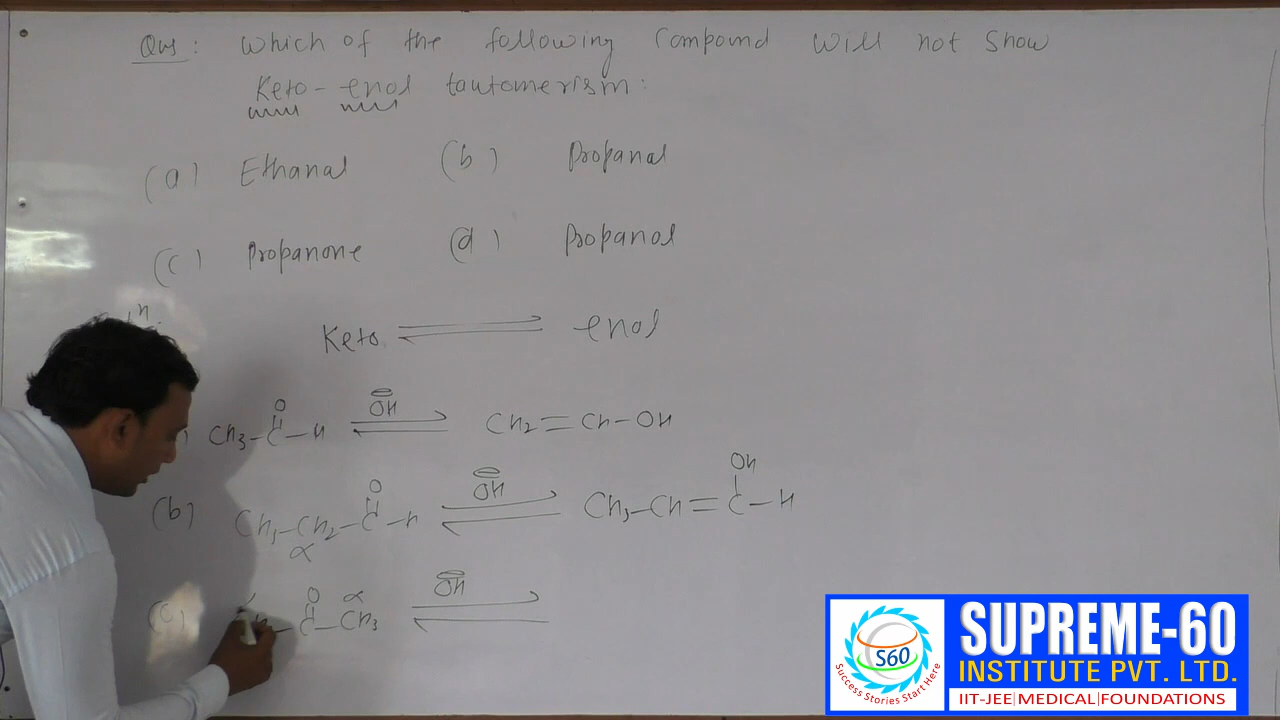 Qns : Which of the following Compound will not Show
Keto - enol tautomerism :
(a) Ethanal (b) Propanal
(c) Propanone (d) Propanol
Keto ⇌ enol
O
CH3-C-H ⇌ CH2=CH-OH
OH
(b) CH3-CH2-C-H ⇌ CH3-CH=C-H
O OH OH
α
(c) C-CH3 ⇌
O α OH
S60
Success Stories Start Here
SUPREME-60
INSTITUTE PVT. LTD.
IIT-JEE|MEDICAL|FOUNDATIONS